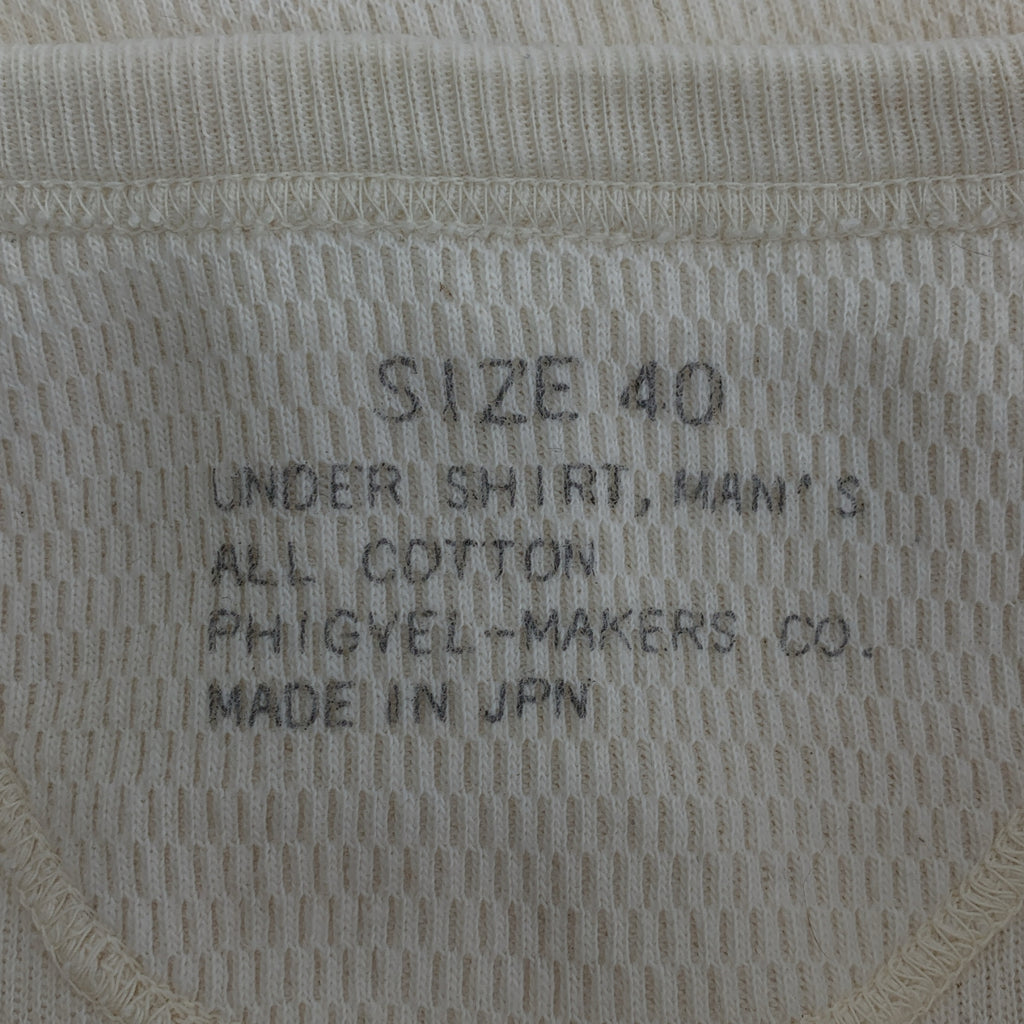 SIZE 40
UNDER SHIRT, MAN'S
ALL COTTON
PHIGVEL-MAKERS CO.
MADE IN JPN